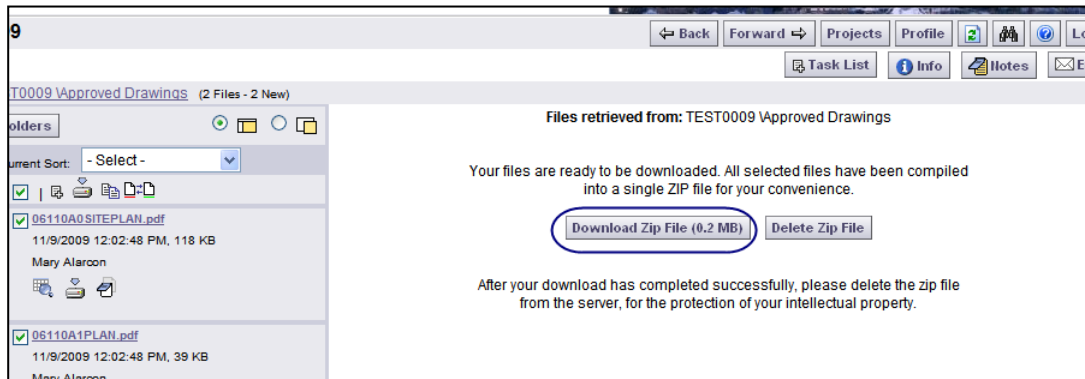 9
Back Forward Projects Profile
Task List Info Notes
T0009 \Approved Drawings (2 Files - 2 New)
olders
urrent Sort: - Select -
06110A0SITEPLAN.pdf
11/9/2009 12:02:48 PM, 118 KB
Mary Alarcon
06110A1PLAN.pdf
11/9/2009 12:02:48 PM, 39 KB
Mary Alarcon
Files retrieved from: TEST0009 \Approved Drawings
Your files are ready to be downloaded. All selected files have been compiled
into a single ZIP file for your convenience.
Download Zip File (0.2 MB) Delete Zip File
After your download has completed successfully, please delete the zip file
from the server, for the protection of your intellectual property.